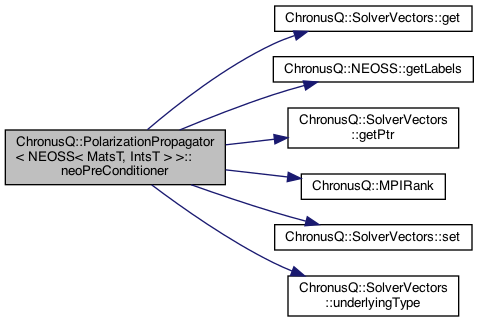 ChronusQ::SolverVectors::get
ChronusQ::NEOSS::getLabels
ChronusQ::SolverVectors
::getPtr
ChronusQ::PolarizationPropagator
< NEOSS< MatsT, IntsT > >::
neoPreConditioner
ChronusQ::MPIRank
ChronusQ::SolverVectors::set
ChronusQ::SolverVectors
::underlyingType